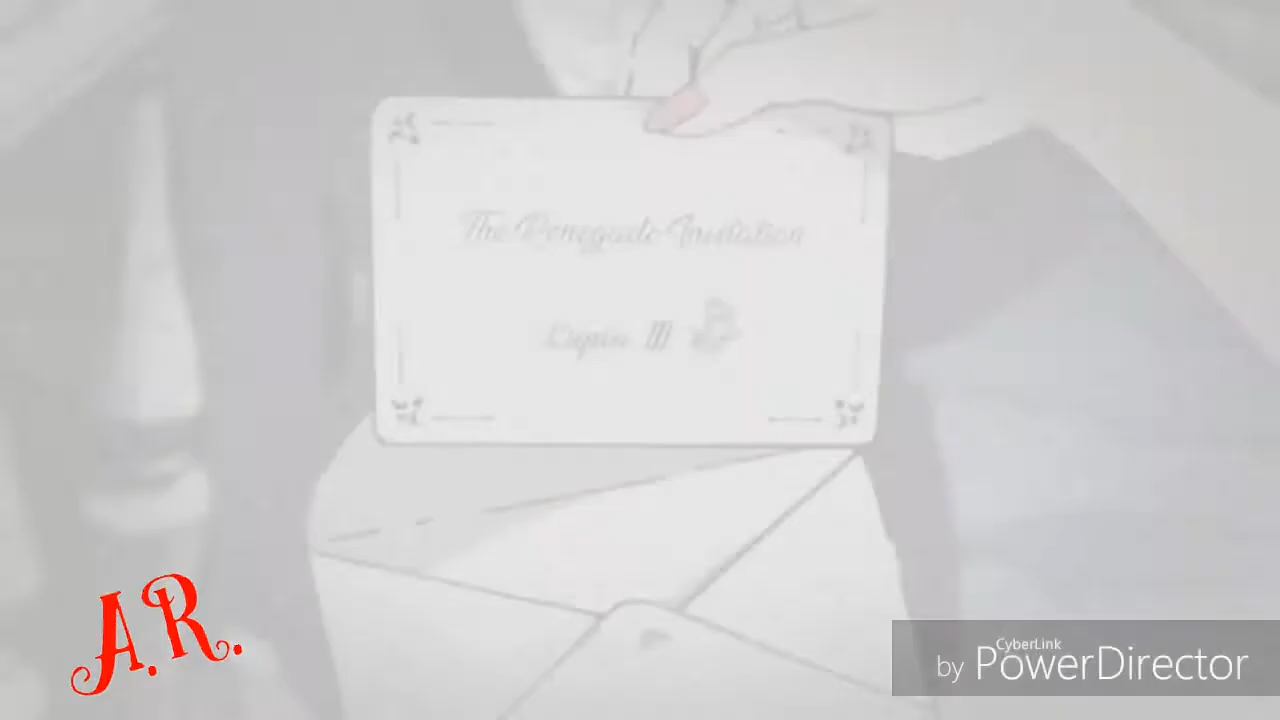 The Renegade Invitation
Lupin III
A.R.
CyberLink
by PowerDirector